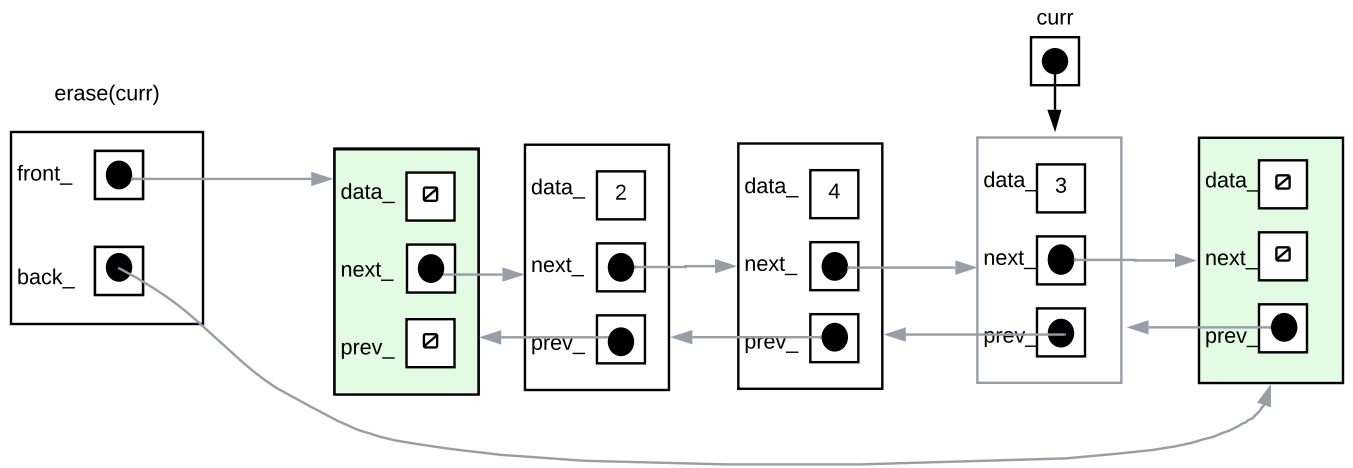 curr
erase(curr)
front_
back_
data_
next_
prev_
data_ 2
next_
prev_
data_ 4
next_
prev_
data_ 3
next_
prev_
data_
next_
prev_